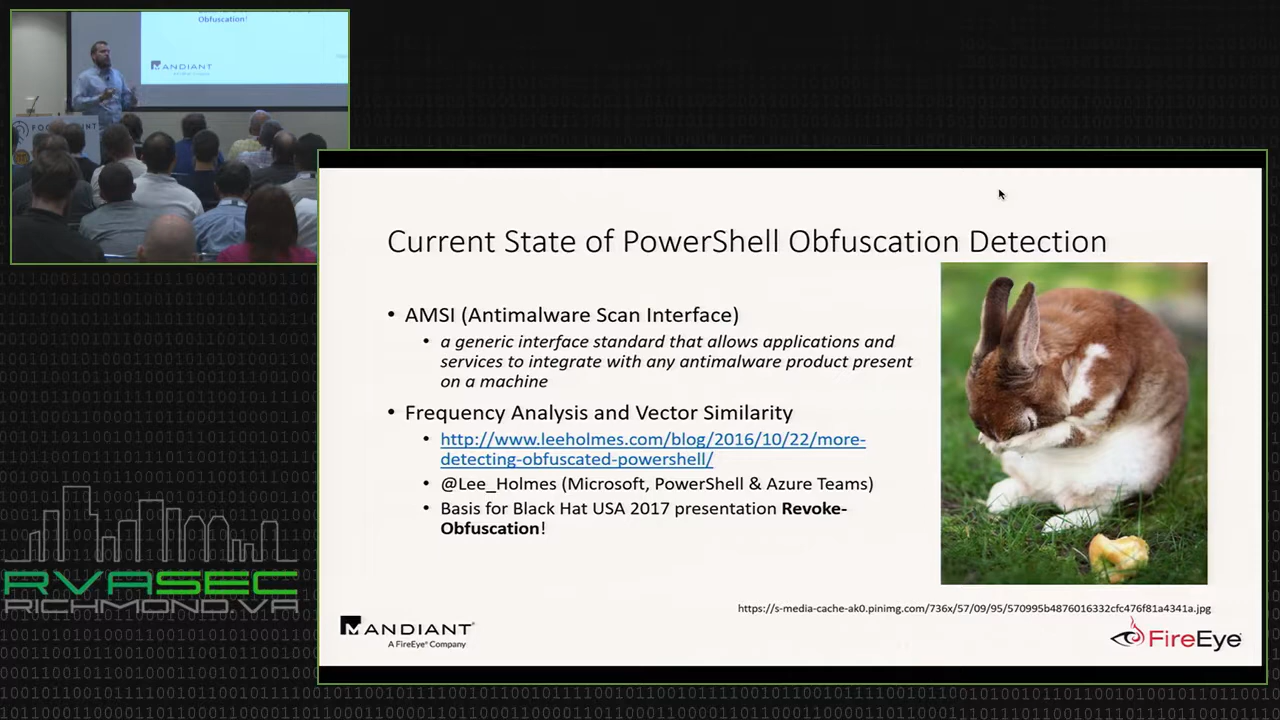 Obfuscation!
MANDIANT
Current State of PowerShell Obfuscation Detection
• AMSI (Antimalware Scan Interface)
• a generic interface standard that allows applications and
services to integrate with any antimalware product present
on a machine
• Frequency Analysis and Vector Similarity
• http://www.leeholmes.com/blog/2016/10/22/more-
detecting-obfuscated-powershell/
• @Lee_Holmes (Microsoft, PowerShell & Azure Teams)
• Basis for Black Hat USA 2017 presentation Revoke-
Obfuscation!
https://s-media-cache-ak0.pinimg.com/736x/57/09/95/570995b4876016332cfc476f81a4341a.jpg
MANDIANT
A FireEye® Company
FireEye
RVASEC
RICHMOND, VA